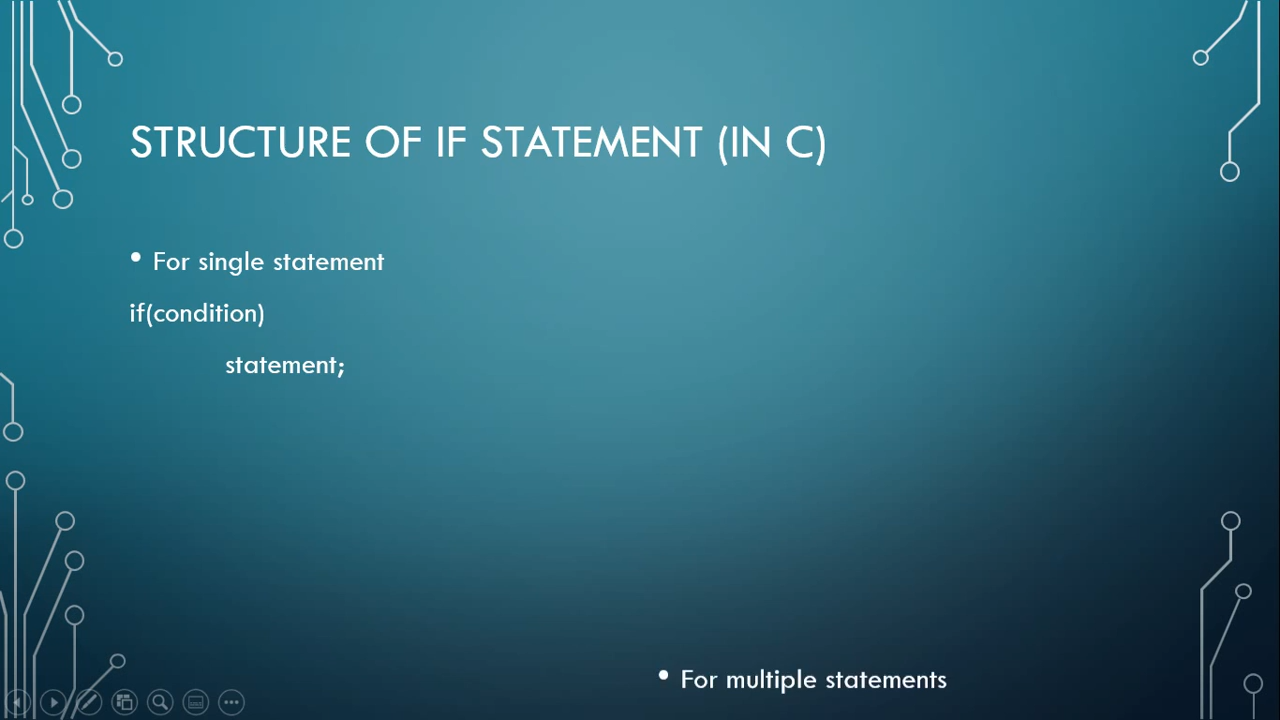 STRUCTURE OF IF STATEMENT (IN C)
• For single statement
if(condition)
statement;
• For multiple statements